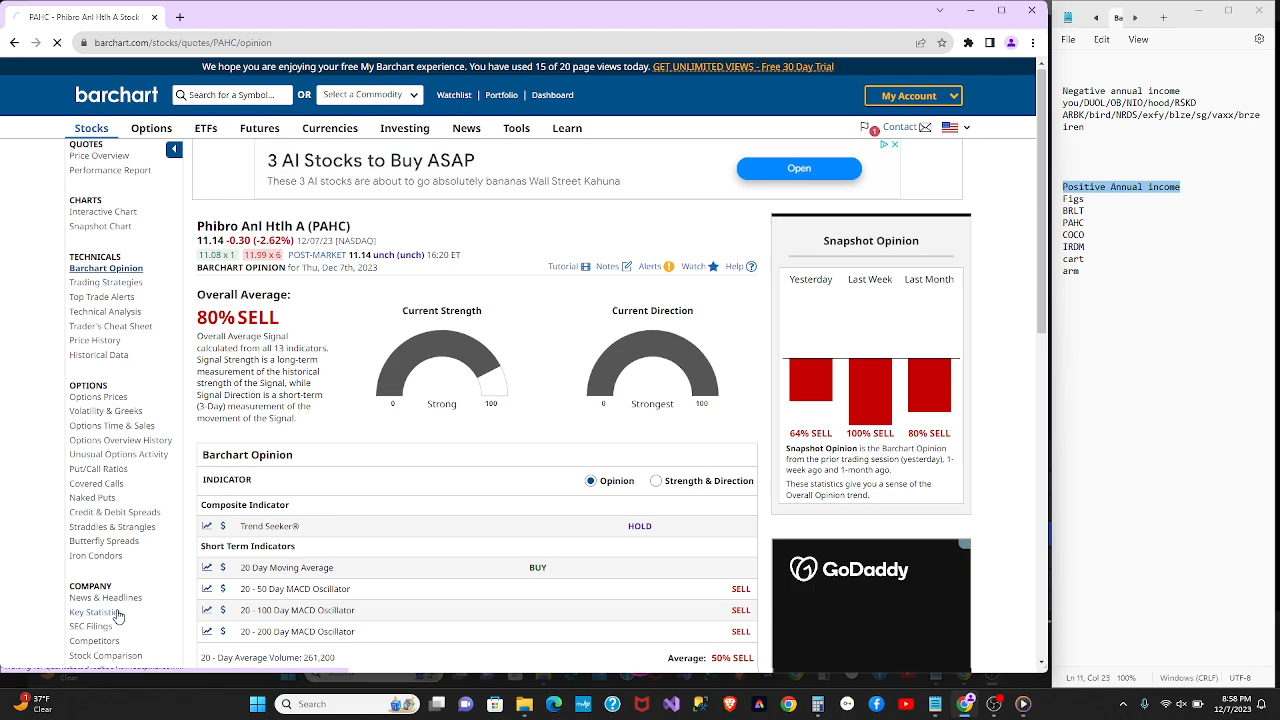 PAHC - Phibro Anl Htlh A Stock
barchart.com/stocks/quotes/PAHC/opinion
We hope you are enjoying your free My Barchart experience. You have used 15 of 20 page views today. GET UNLIMITED VIEWS - Free 30 Day Trial
barchart
Search for a Symbol...
OR
Select a Commodity
Watchlist
Portfolio
Dashboard
My Account
Stocks
Options
ETFs
Futures
Currencies
Investing
News
Tools
Learn
1
Contact
QUOTES
Price Overview
Performance Report
CHARTS
Interactive Chart
Snapshot Chart
TECHNICALS
Barchart Opinion
Trading Strategies
Top Trade Alerts
Technical Analysis
Trader's Cheat Sheet
Price History
Historical Data
OPTIONS
Options Prices
Volatility & Greeks
Options Time & Sales
Options Overview History
Unusual Options Activity
Put/Call Ratios
Covered Calls
Naked Puts
Credit & Debit Spreads
Straddles & Strangles
Butterfly Spreads
Iron Condors
COMPANY
News & Headlines
Key Statistics
SEC Filings
Competitors
Stock Comparison
3 AI Stocks to Buy ASAP
These 3 AI stocks are about to go absolutely bananas Wall Street Kahuna
Open
Phibro Anl Htlh A (PAHC)
11.14 -0.30 (-2.62%) 12/07/23 [NASDAQ]
11.08 x 1 11.99 x 6 POST-MARKET 11.14 unch (unch) 16:20 ET
BARCHART OPINION for Thu, Dec 7th, 2023
Tutorial
Notes
Alerts
Watch
Help
Overall Average:
80% SELL
Overall Average Signal
calculated from all 13 indicators.
Signal Strength is a long-term
measurement of the historical
strength of the Signal, while
Signal Direction is a short-term
(3-Day) measurement of the
movement of the Signal.
Current Strength
0 Strong 100
Current Direction
0 Strongest 100
Barchart Opinion
INDICATOR
Opinion
Strength & Direction
Composite Indicator
Trend Seeker® HOLD
Short Term Indicators
20 Day Moving Average BUY
20 - 50 Day MACD Oscillator SELL
20 - 100 Day MACD Oscillator SELL
20 - 200 Day MACD Oscillator SELL
20 - Day Average Volume: 261,200 Average: 50% SELL
Snapshot Opinion
Yesterday Last Week Last Month
64% SELL 100% SELL 80% SELL
Snapshot Opinion is the Barchart Opinion
from the prior trading session (yesterday), 1-
week ago and 1-month ago.
These statistics give you a sense of the
Overall Opinion trend.
GoDaddy
Ba
File Edit View
Negative annual income
you/DUOL/OB/NIO/hood/RSKD
ARBK/bird/NRDS/exfy/blze/sg/vaxx/brze
iren
Positive Annual income
Figs
BRLT
PAHC
COCO
IRDM
cart
arm
Ln 11, Col 23 100% Windows (CRLF) UTF-8
Clear
37°F
Clear
Search
8:58 PM
12/7/2023